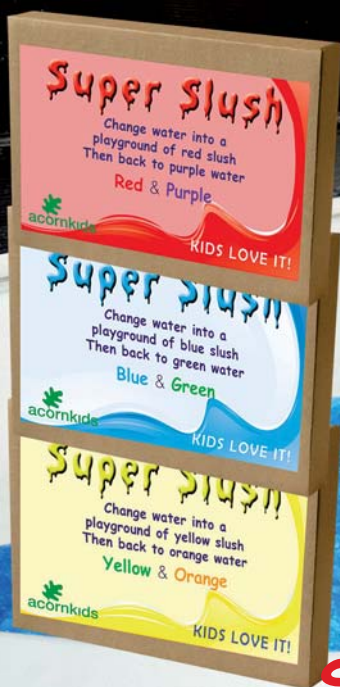 Super Slush
Change water into a
playground of red slush
Then back to purple water
Red & Purple
acornkids
KIDS LOVE IT!
Super Slush
Change water into a
playground of blue slush
Then back to green water
Blue & Green
acornkids
KIDS LOVE IT!
Super Slush
Change water into a
playground of yellow slush
Then back to orange water
Yellow & Orange
acornkids
KIDS LOVE IT!